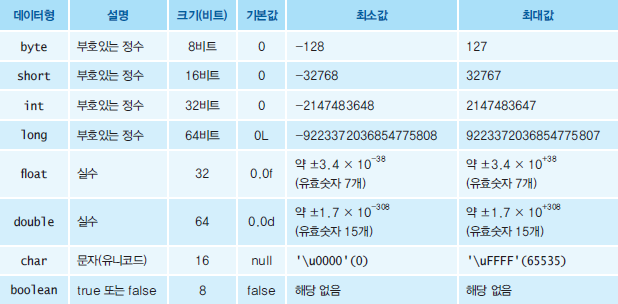 데이터형 설명 크기(비트) 기본값 최소값 최대값
byte 부호있는 정수 8비트 0 -128 127
short 부호있는 정수 16비트 0 -32768 32767
int 부호있는 정수 32비트 0 -2147483648 2147483647
long 부호있는 정수 64비트 0L -9223372036854775808 9223372036854775807
float 실수 32 0.0f 약 ±3.4 × 10⁻³⁸ 약 ±3.4 × 10⁺³⁸
(유효숫자 7개) (유효숫자 7개)
double 실수 64 0.0d 약 ±1.7 × 10⁻³⁰⁸ 약 ±1.7 × 10⁺³⁰⁸
(유효숫자 15개) (유효숫자 15개)
char 문자(유니코드) 16 null '\u0000'(0) '\uFFFF'(65535)
boolean true 또는 false 8 false 해당 없음 해당 없음